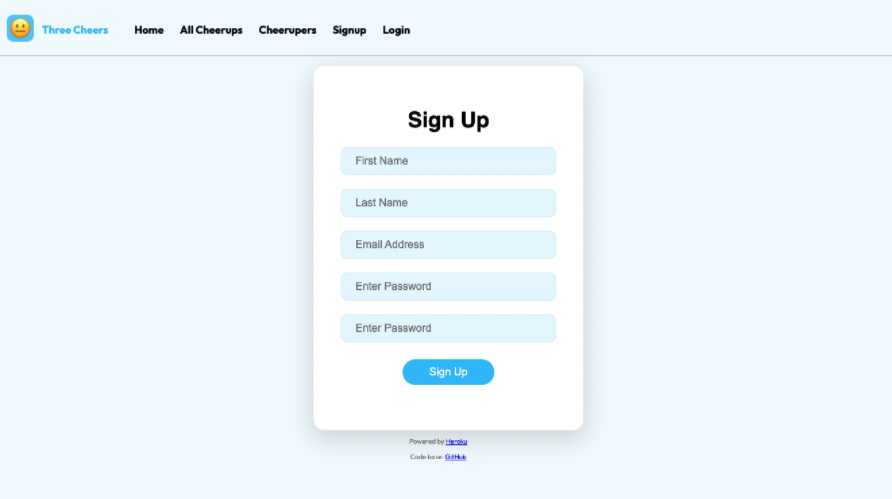 Three Cheers Home All Cheerups Cheerupers Signup Login
Sign Up
First Name
Last Name
Email Address
Enter Password
Enter Password
Sign Up
Powered by Heroku
Code base: GitHub